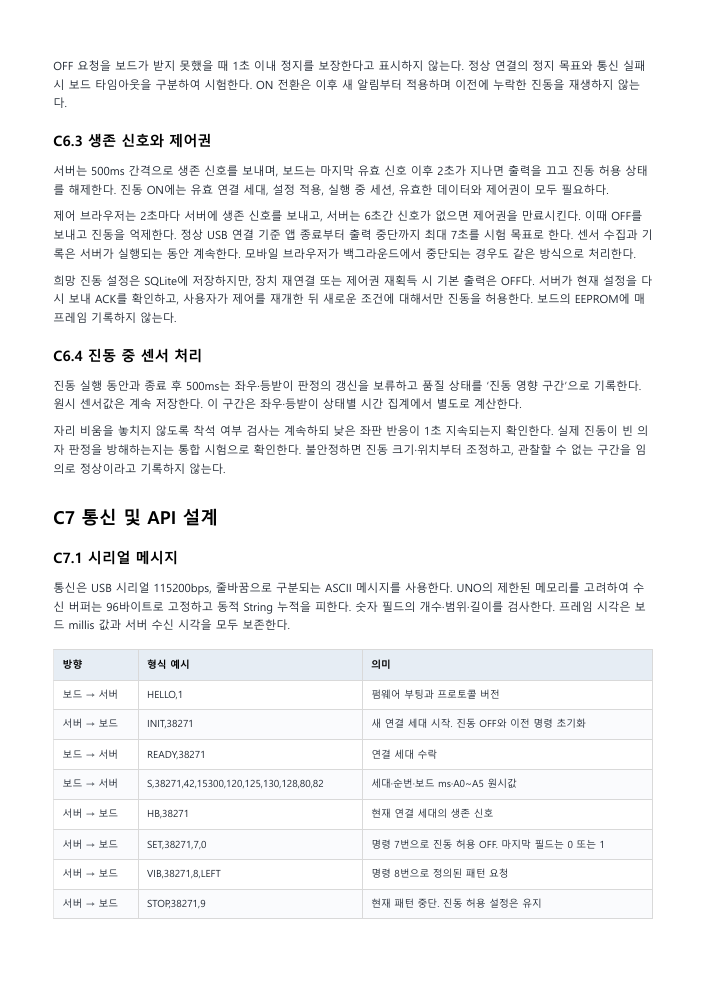 OFF 요청을 보드가 받지 못했을 때 1초 이내 정지를 보장한다고 표시하지 않는다. 정상 연결의 정지 목표와 통신 실패
시 보드 타임아웃을 구분하여 시험한다. ON 전환은 이후 새 알림부터 적용하며 이전에 누락한 진동을 재생하지 않는
다.
C6.3 생존 신호와 제어권
서버는 500ms 간격으로 생존 신호를 보내며, 보드는 마지막 유효 신호 이후 2초가 지나면 출력을 끄고 진동 허용 상태
를 해제한다. 진동 ON에는 유효 연결 세대, 설정 적용, 실행 중 세션, 유효한 데이터와 제어권이 모두 필요하다.
제어 브라우저는 2초마다 서버에 생존 신호를 보내고, 서버는 6초간 신호가 없으면 제어권을 만료시킨다. 이때 OFF를
보내고 진동을 억제한다. 정상 USB 연결 기준 앱 종료부터 출력 중단까지 최대 7초를 시험 목표로 한다. 센서 수집과 기
록은 서버가 실행되는 동안 계속한다. 모바일 브라우저가 백그라운드에서 중단되는 경우도 같은 방식으로 처리한다.
희망 진동 설정은 SQLite에 저장하지만, 장치 재연결 또는 제어권 재획득 시 기본 출력은 OFF다. 서버가 현재 설정을 다
시 보내 ACK를 확인하고, 사용자가 제어를 재개한 뒤 새로운 조건에 대해서만 진동을 허용한다. 보드의 EEPROM에 매
프레임 기록하지 않는다.
C6.4 진동 중 센서 처리
진동 실행 동안과 종료 후 500ms는 좌우·등받이 판정의 갱신을 보류하고 품질 상태를 ‘진동 영향 구간’으로 기록한다.
원시 센서값은 계속 저장한다. 이 구간은 좌우·등받이 상태별 시간 집계에서 별도로 계산한다.
자리 비움을 놓치지 않도록 착석 여부 검사는 계속하되 낮은 좌판 반응이 1초 지속되는지 확인한다. 실제 진동이 빈 의
자 판정을 방해하는지는 통합 시험으로 확인한다. 불안정하면 진동 크기·위치부터 조정하고, 관찰할 수 없는 구간을 임
의로 정상이라고 기록하지 않는다.
C7 통신 및 API 설계
C7.1 시리얼 메시지
통신은 USB 시리얼 115200bps, 줄바꿈으로 구분되는 ASCII 메시지를 사용한다. UNO의 제한된 메모리를 고려하여 수
신 버퍼는 96바이트로 고정하고 동적 String 누적을 피한다. 숫자 필드의 개수·범위·길이를 검사한다. 프레임 시각은 보
드 millis 값과 서버 수신 시각을 모두 보존한다.
방향 형식 예시 의미
보드 → 서버 HELLO,1 펌웨어 부팅과 프로토콜 버전
서버 → 보드 INIT,38271 새 연결 세대 시작. 진동 OFF와 이전 명령 초기화
보드 → 서버 READY,38271 연결 세대 수락
보드 → 서버 S,38271,42,15300,120,125,130,128,80,82 세대·순번·보드 ms·A0~A5 원시값
서버 → 보드 HB,38271 현재 연결 세대의 생존 신호
서버 → 보드 SET,38271,7,0 명령 7번으로 진동 허용 OFF. 마지막 필드는 0 또는 1
서버 → 보드 VIB,38271,8,LEFT 명령 8번으로 정의된 패턴 요청
서버 → 보드 STOP,38271,9 현재 패턴 중단. 진동 허용 설정은 유지